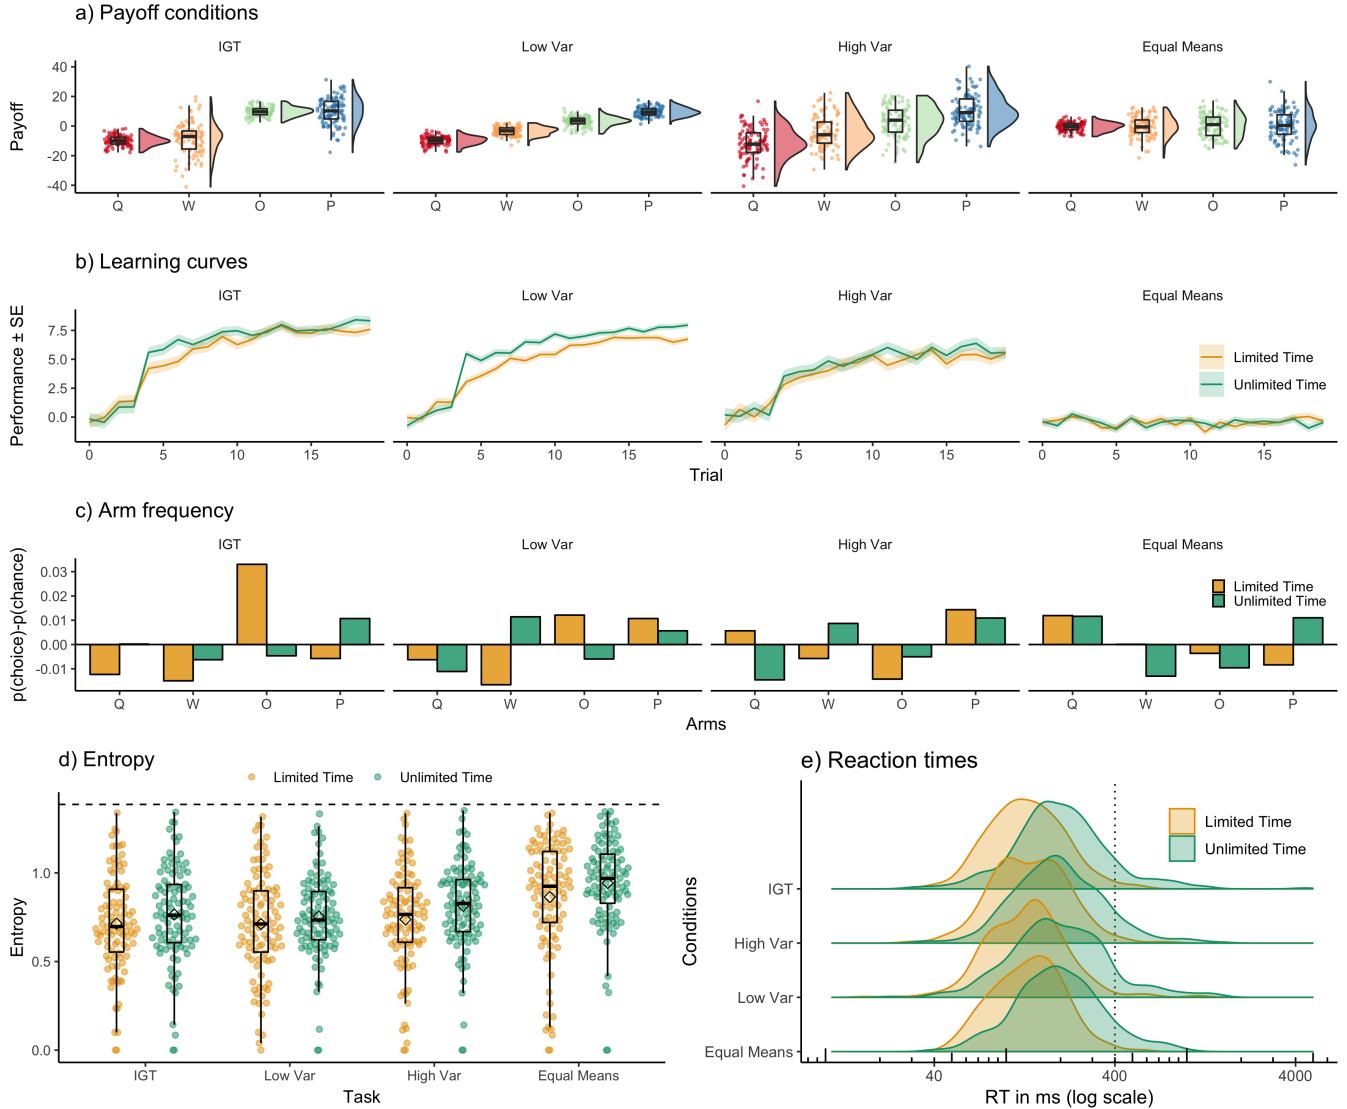 a) Payoff conditions
IGT Low Var High Var Equal Means
Payoff
40
20
0
-20
-40
Q W O P Q W O P Q W O P Q W O P
b) Learning curves
IGT Low Var High Var Equal Means
Performance ± SE
7.5
5.0
2.5
0.0
Limited Time
Unlimited Time
0 5 10 15 0 5 10 15 0 5 10 15 0 5 10 15
Trial
c) Arm frequency
IGT Low Var High Var Equal Means
p(choice)-p(chance)
0.03
0.02
0.01
0.00
-0.01
Limited Time
Unlimited Time
Q W O P Q W O P Q W O P Q W O P
Arms
d) Entropy
Limited Time Unlimited Time
Entropy
1.0
0.5
0.0
IGT Low Var High Var Equal Means
Task
e) Reaction times
Limited Time
Unlimited Time
Conditions
IGT
High Var
Low Var
Equal Means
40 400 4000
RT in ms (log scale)